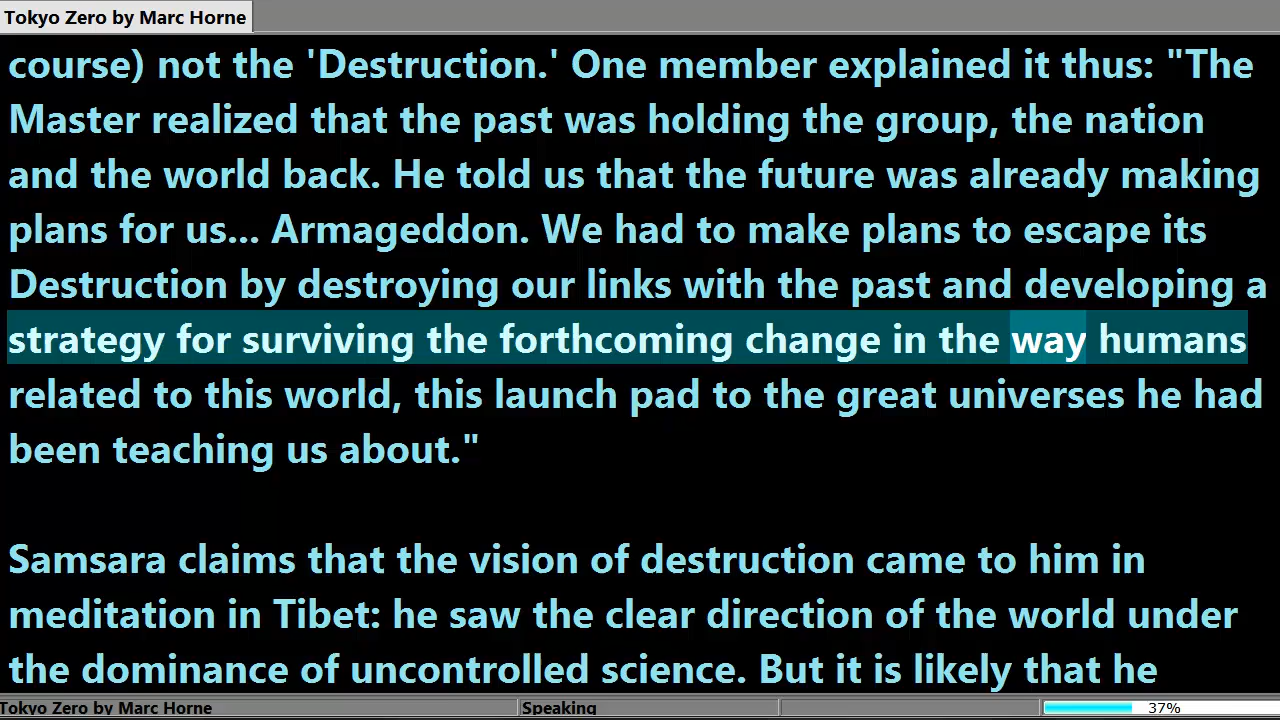 Tokyo Zero by Marc Horne
course) not the 'Destruction.' One member explained it thus: "The
Master realized that the past was holding the group, the nation
and the world back. He told us that the future was already making
plans for us... Armageddon. We had to make plans to escape its
Destruction by destroying our links with the past and developing a
strategy for surviving the forthcoming change in the way humans
related to this world, this launch pad to the great universes he had
been teaching us about."
Samsara claims that the vision of destruction came to him in
meditation in Tibet: he saw the clear direction of the world under
the dominance of uncontrolled science. But it is likely that he
Tokyo Zero by Marc Horne Speaking 37%